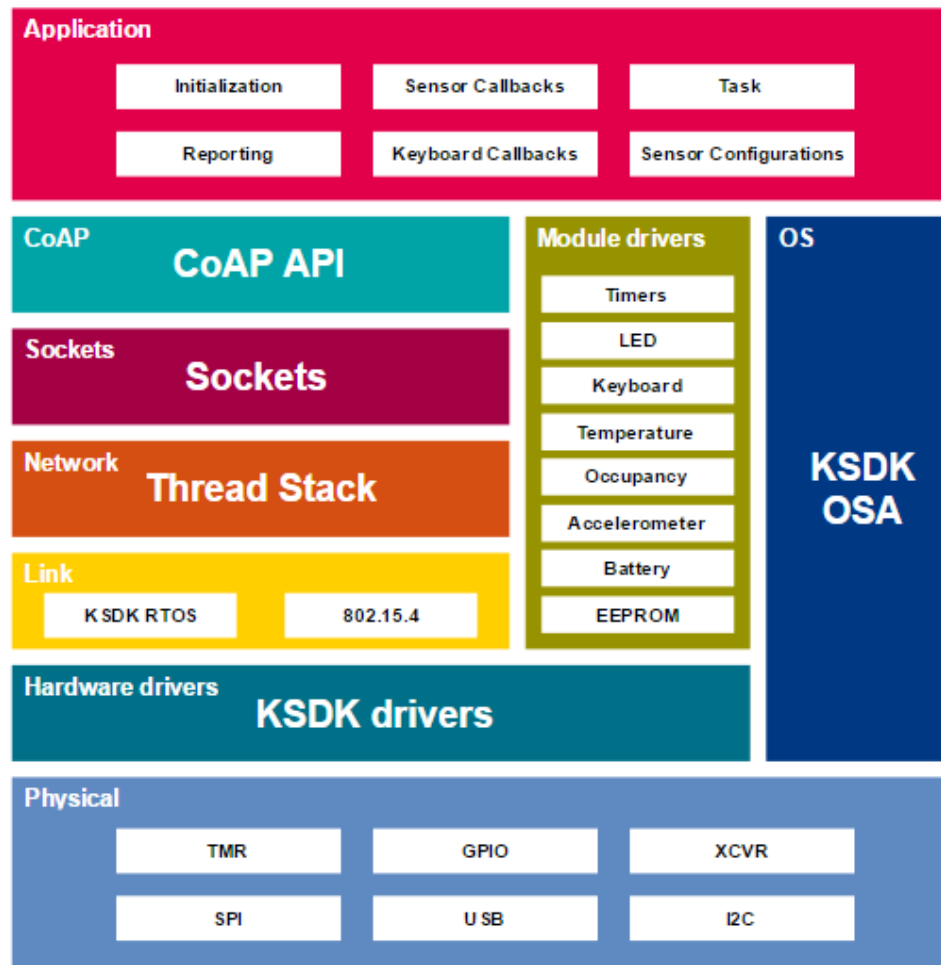 Application
Initialization
Sensor Callbacks
Task
Reporting
Keyboard Callbacks
Sensor Configurations
CoAP
CoAP API
Sockets
Sockets
Network
Thread Stack
Link
KSDK RTOS
802.15.4
Module drivers
Timers
LED
Keyboard
Temperature
Occupancy
Accelerometer
Battery
EEPROM
OS
KSDK
OSA
Hardware drivers
KSDK drivers
Physical
TMR
GPIO
XCVR
SPI
USB
I2C